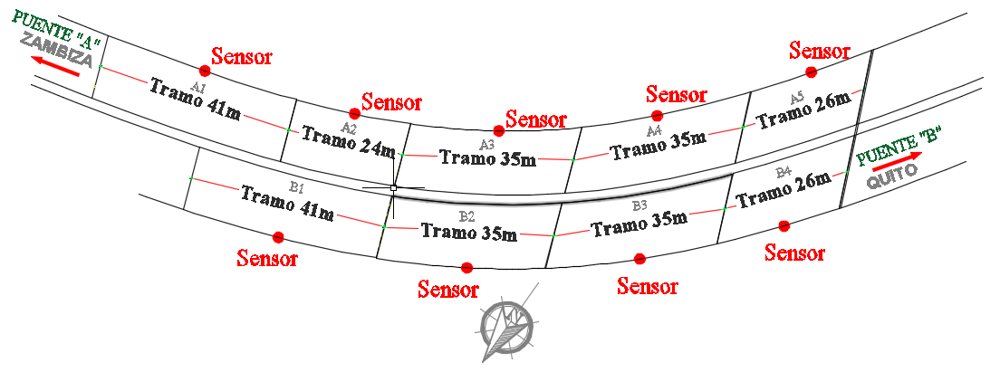 PUENTE "A"
ZAMBIZA
Sensor
A1
Tramo 41m
Sensor
A2
Tramo 24m
Sensor
A3
Tramo 35m
Sensor
A4
Tramo 35m
Sensor
A5
Tramo 26m
B1
Tramo 41m
Sensor
B2
Tramo 35m
Sensor
B3
Tramo 35m
Sensor
B4
Tramo 26m
Sensor
PUENTE "B"
QUITO
N